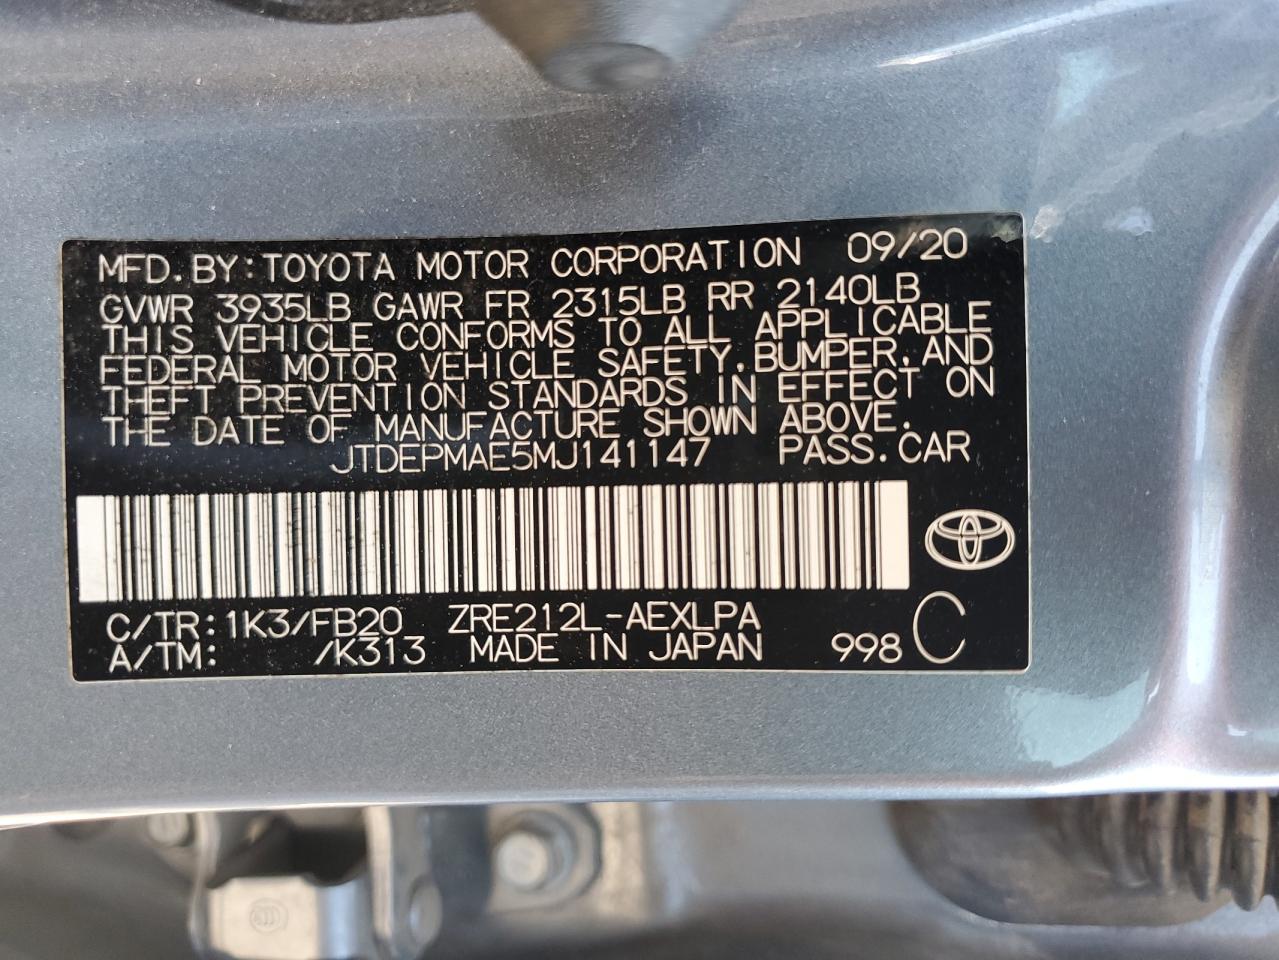 MFD.BY:TOYOTA MOTOR CORPORATION 09/20
GVWR 3935LB GAWR FR 2315LB RR 2140LB
THIS VEHICLE CONFORMS TO ALL APPLICABLE
FEDERAL MOTOR VEHICLE SAFETY,BUMPER,AND
THEFT PREVENTION STANDARDS IN EFFECT ON
THE DATE OF MANUFACTURE SHOWN ABOVE.
JTDEPMAE5MJ141147 PASS.CAR
C/TR:1K3/FB20 ZRE212L-AEXLPA
A/TM: /K313 MADE IN JAPAN 998 C